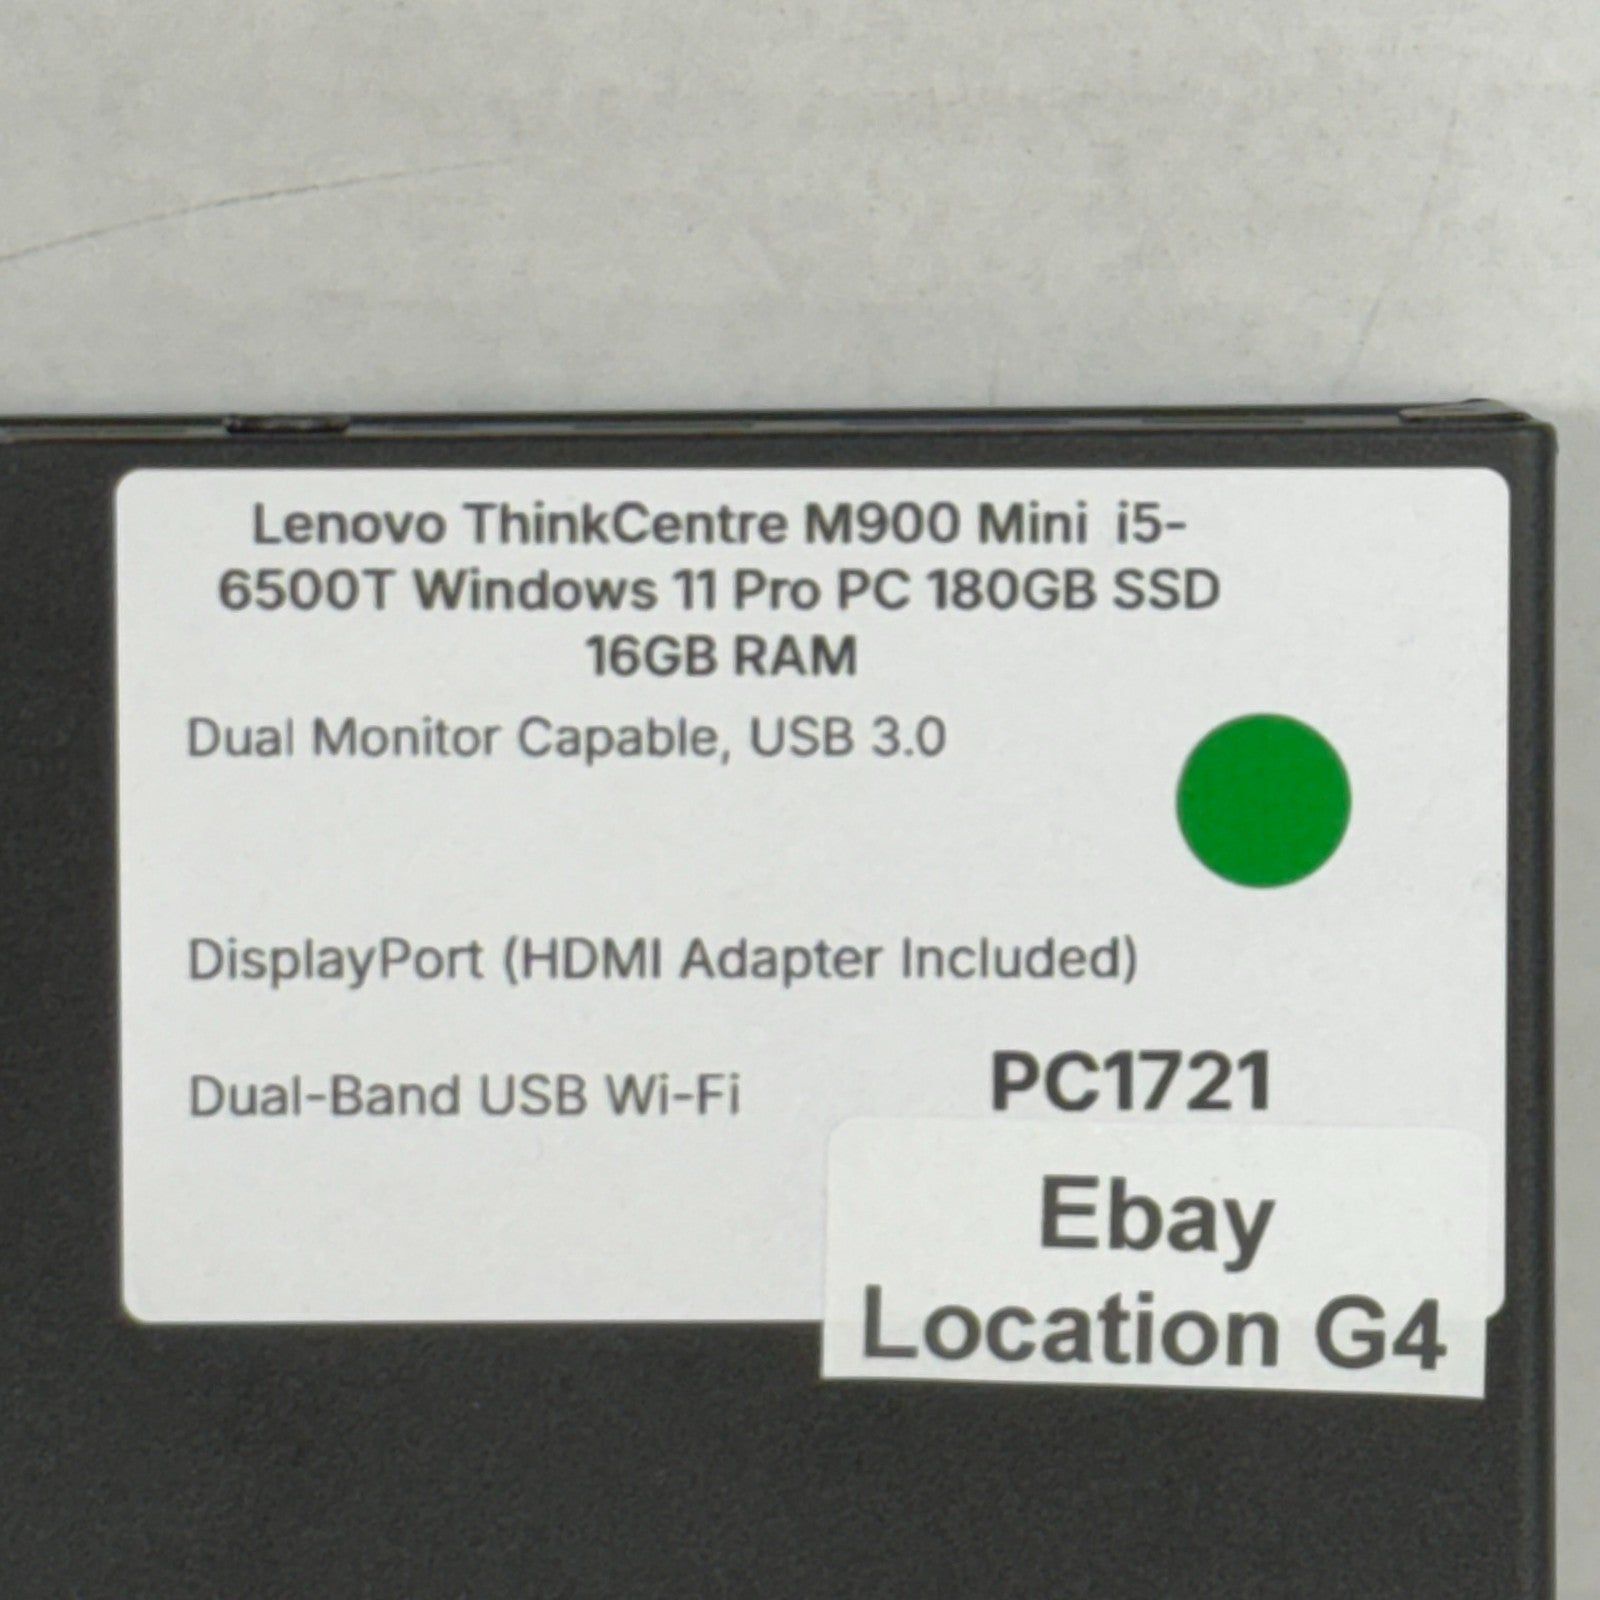 Lenovo ThinkCentre M900 Mini i5-
6500T Windows 11 Pro PC 180GB SSD
16GB RAM
Dual Monitor Capable, USB 3.0
DisplayPort (HDMI Adapter Included)
Dual-Band USB Wi-Fi
PC1721
Ebay
Location G4